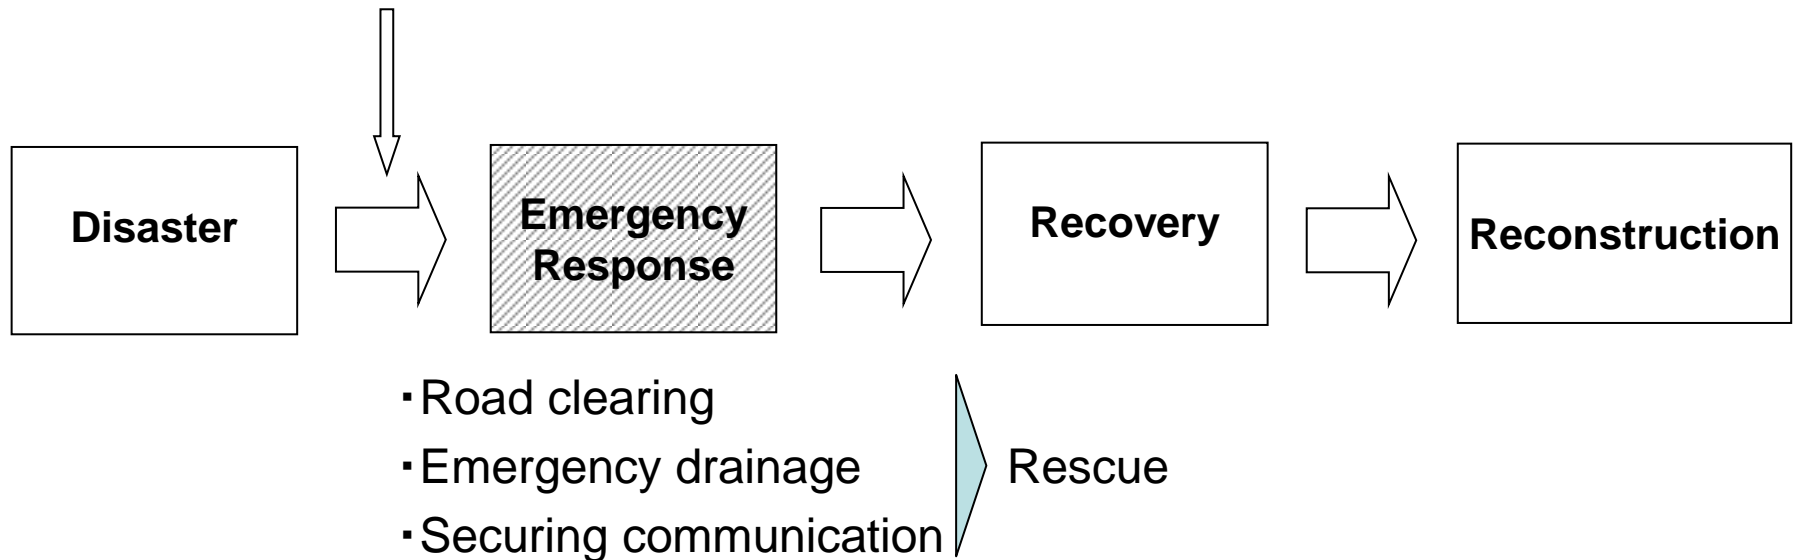 Disaster
Emergency
Response
Recovery
Reconstruction
・Road clearing
・Emergency drainage
Rescue
・Securing communication